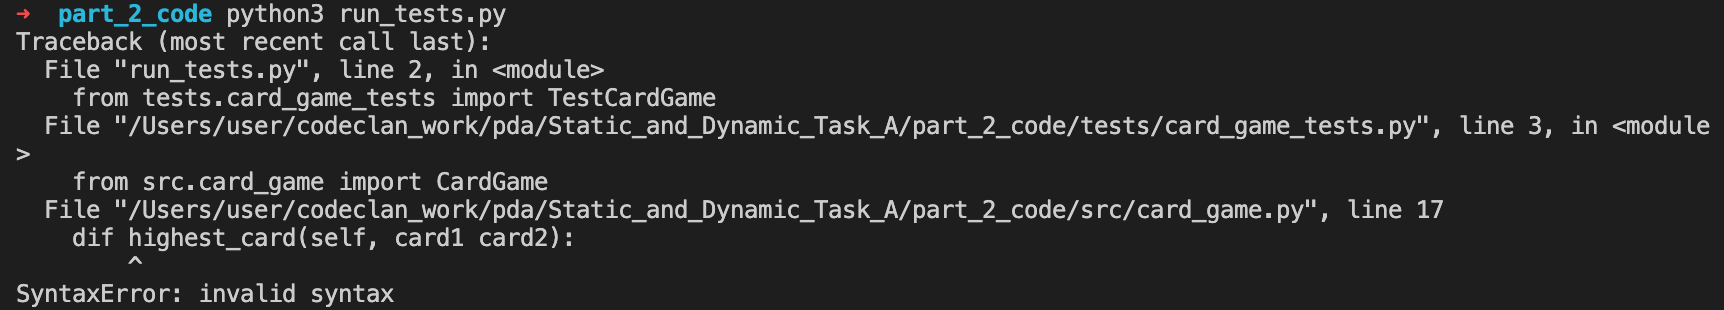 ➜  part_2_code python3 run_tests.py
Traceback (most recent call last):
  File "run_tests.py", line 2, in <module>
    from tests.card_game_tests import TestCardGame
  File "/Users/user/codeclan_work/pda/Static_and_Dynamic_Task_A/part_2_code/tests/card_game_tests.py", line 3, in <module
>
    from src.card_game import CardGame
  File "/Users/user/codeclan_work/pda/Static_and_Dynamic_Task_A/part_2_code/src/card_game.py", line 17
    dif highest_card(self, card1 card2):
        ^
SyntaxError: invalid syntax